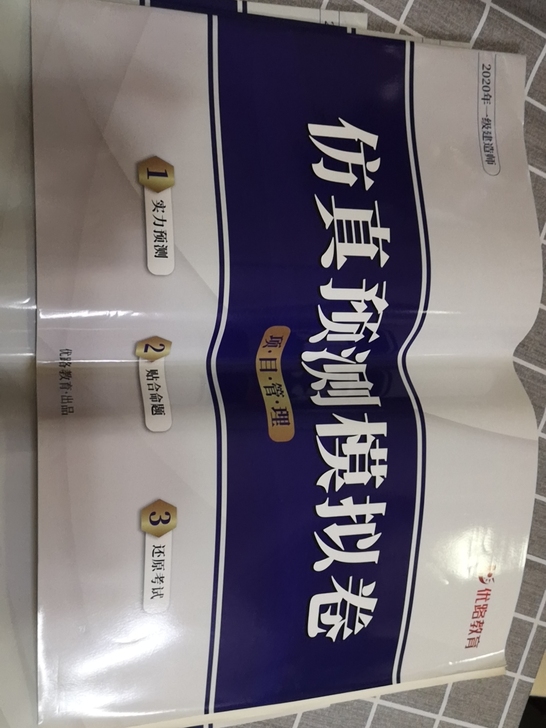 2020年一级建造师
优路教育
仿真预测模拟卷
项·目·管·理
1 实力预测
2 贴合命题
3 还原考试
优路教育·出品